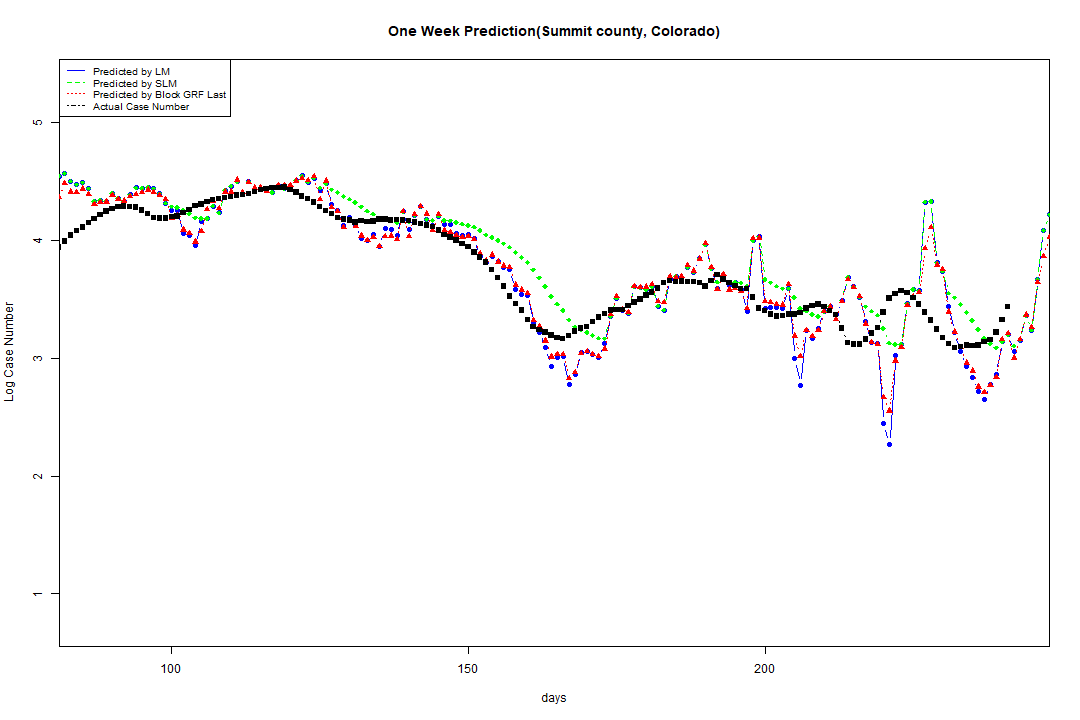 One Week Prediction(Summit county, Colorado)
Predicted by LM
Predicted by SLM
Predicted by Block GRF Last
Actual Case Number
5
4
3
2
1
Log Case Number
100
150
200
days